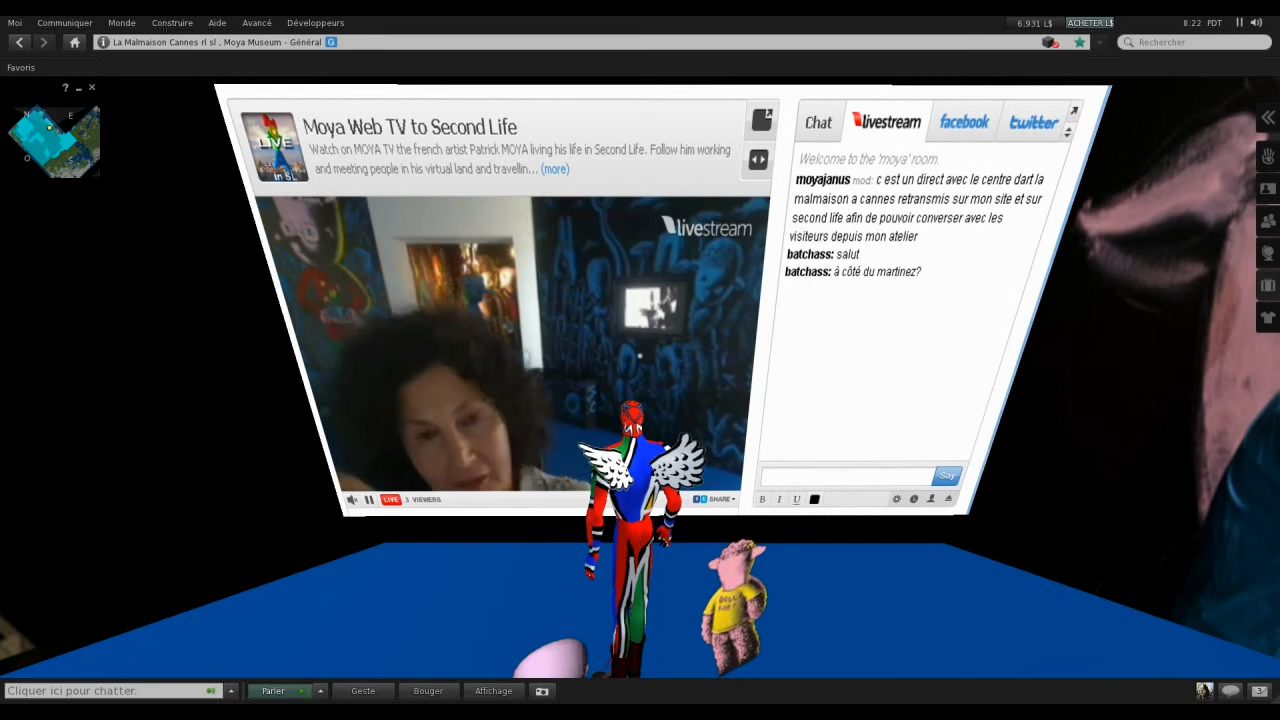 Moi Communiquer Monde Construire Aide Avancé Développeurs 6.931 L$ ACHETER L$ 8:22 PDT
La Malmaison Cannes rl sl , Moya Museum - Général G Rechercher
Favoris
?
N E
O S
LIVE
in SL
Moya Web TV to Second Life
Watch on MOYA TV the french artist Patrick MOYA living his life in Second Life. Follow him working
and meeting people in his virtual land and travellin... (more)
livestream
LIVE 3 VIEWERS
SHARE
Chat livestream facebook twitter
Welcome to the 'moya' room.
moyajanus mod: c est un direct avec le centre dart la
malmaison a cannes retransmis sur mon site et sur
second life afin de pouvoir converser avec les
visiteurs depuis mon atelier
batchass: salut
batchass: à côté du martinez?
Say
B I U
Cliquer ici pour chatter. Parler Geste Bouger Affichage 3